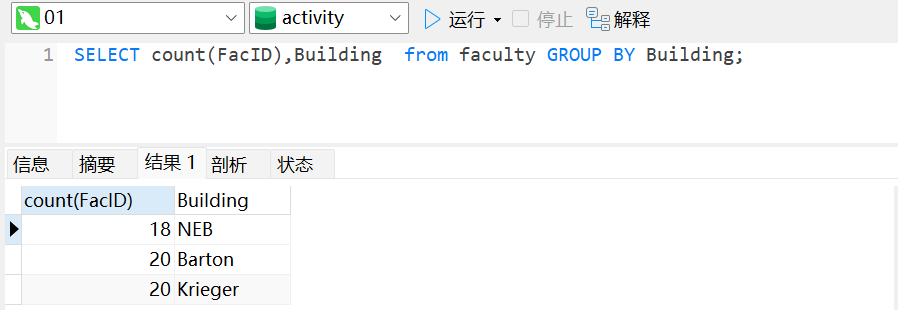 01 activity 运行 停止 解释
1 SELECT count(FacID),Building  from faculty GROUP BY Building;
信息 摘要 结果 1 剖析 状态
count(FacID) Building
18 NEB
20 Barton
20 Krieger